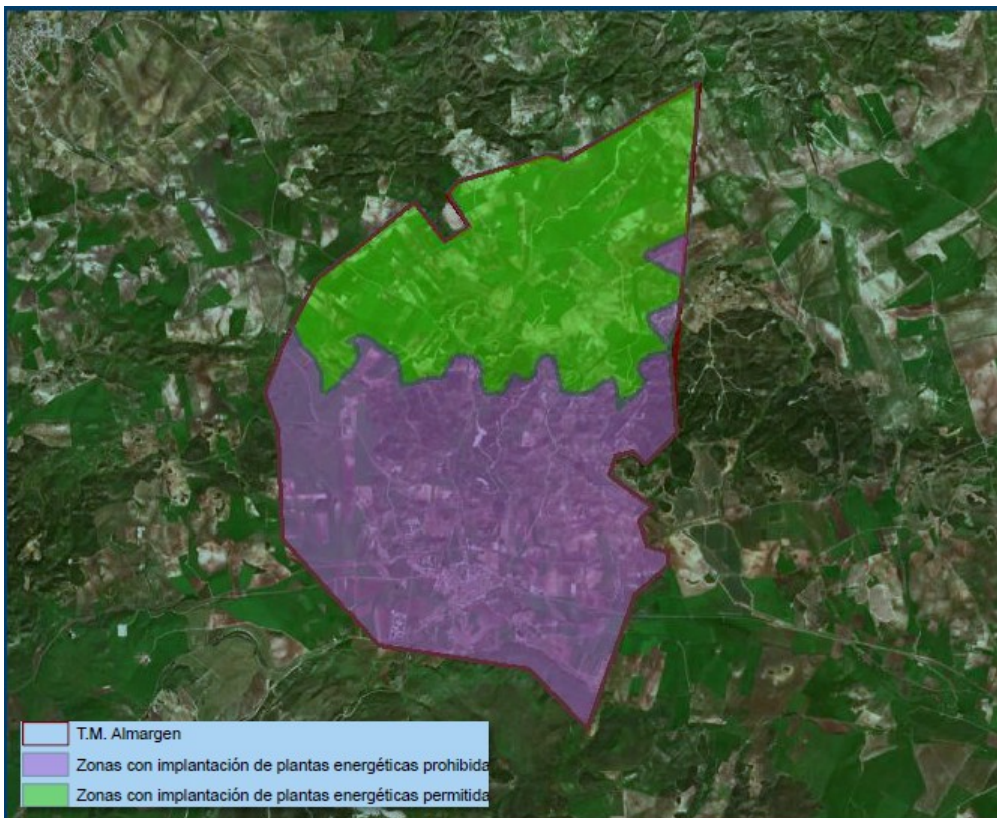 T.M. Almargen
Zonas con implantación de plantas energéticas prohibida
Zonas con implantación de plantas energéticas permitida